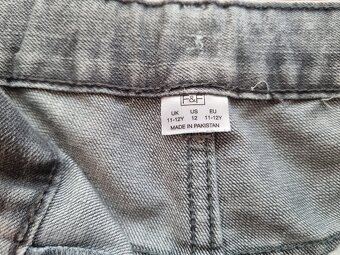 F&F
UK US EU
11-12Y 12 11-12Y
MADE IN PAKISTAN